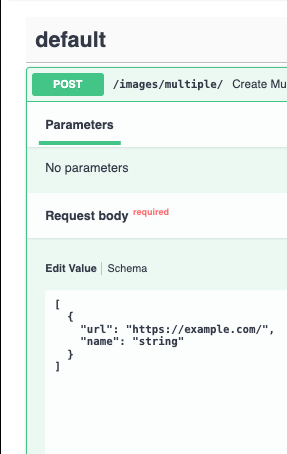 default
POST /images/multiple/ Create Mu
Parameters
No parameters
Request body required
Edit Value Schema
[
  {
    "url": "https://example.com/",
    "name": "string"
  }
]